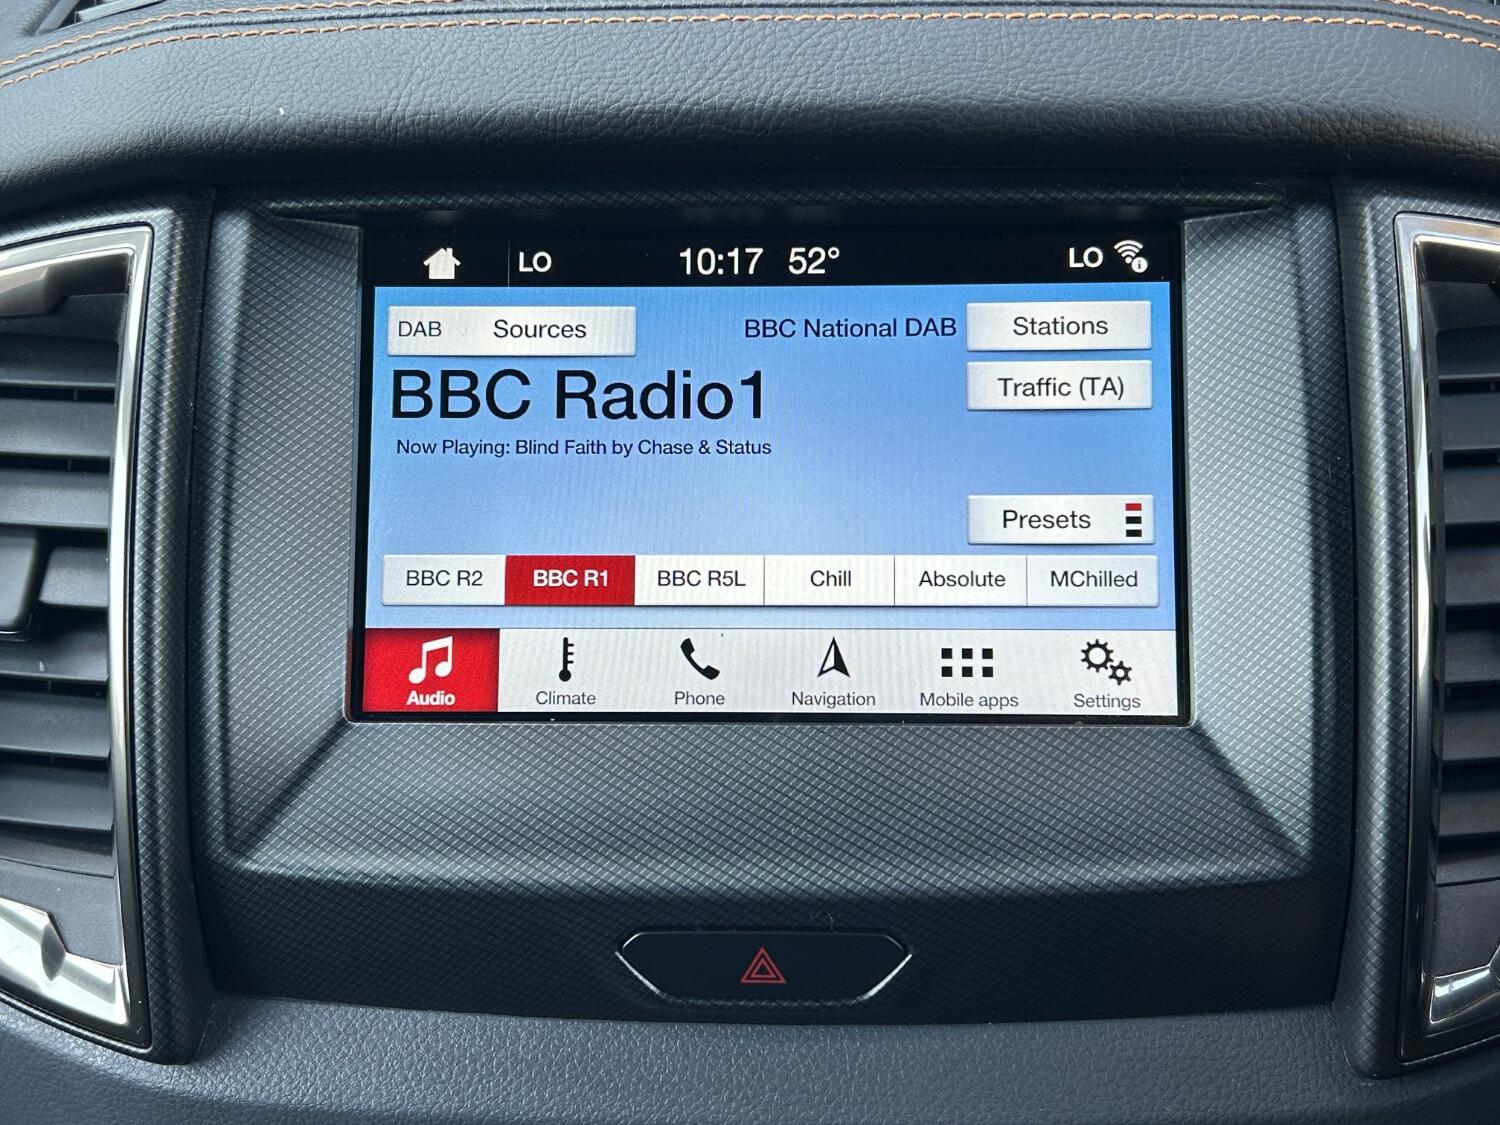 LO 10:17 52° LO
DAB Sources BBC National DAB Stations
BBC Radio1
Traffic (TA)
Now Playing: Blind Faith by Chase & Status
Presets
BBC R2 BBC R1 BBC R5L Chill Absolute MChilled
Audio Climate Phone Navigation Mobile apps Settings